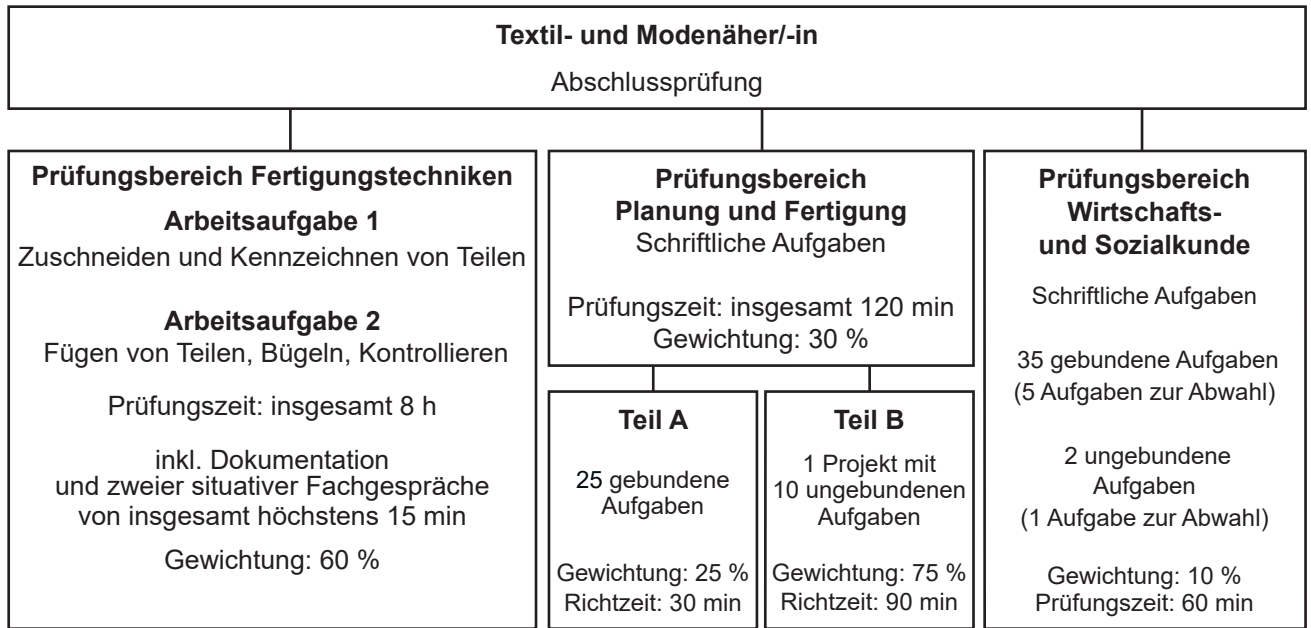 Textil- und Modenäher/-in
Abschlussprüfung
Prüfungsbereich Fertigungstechniken
Arbeitsaufgabe 1
Zuschneiden und Kennzeichnen von Teilen
Arbeitsaufgabe 2
Fügen von Teilen, Bügeln, Kontrollieren
Prüfungszeit: insgesamt 8 h
inkl. Dokumentation
und zweier situativer Fachgespräche
von insgesamt höchstens 15 min
Gewichtung: 60 %
Prüfungsbereich
Planung und Fertigung
Schriftliche Aufgaben
Prüfungszeit: insgesamt 120 min
Gewichtung: 30 %
Teil A
25 gebundene
Aufgaben
Gewichtung: 25 %
Richtzeit: 30 min
Teil B
1 Projekt mit
10 ungebundenen
Aufgaben
Gewichtung: 75 %
Richtzeit: 90 min
Prüfungsbereich
Wirtschafts-
und Sozialkunde
Schriftliche Aufgaben
35 gebundene Aufgaben
(5 Aufgaben zur Abwahl)
2 ungebundene
Aufgaben
(1 Aufgabe zur Abwahl)
Gewichtung: 10 %
Prüfungszeit: 60 min